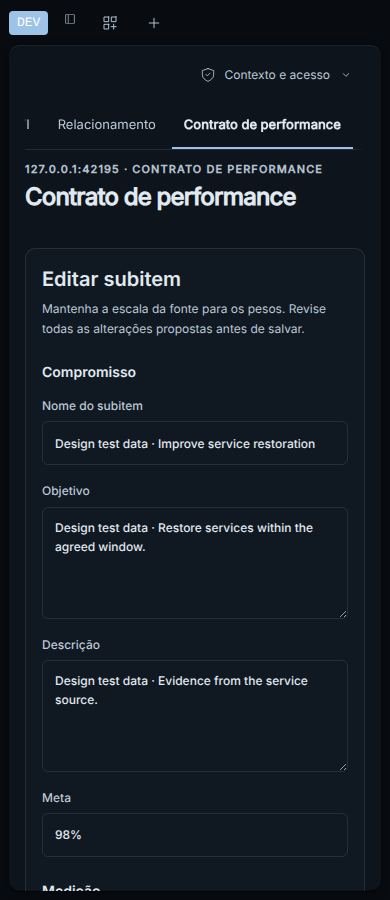 DEV
Contexto e acesso
Relacionamento
Contrato de performance
127.0.0.1:42195 · CONTRATO DE PERFORMANCE
Contrato de performance
Editar subitem
Mantenha a escala da fonte para os pesos. Revise
todas as alterações propostas antes de salvar.
Compromisso
Nome do subitem
Design test data · Improve service restoration
Objetivo
Design test data · Restore services within the
agreed window.
Descrição
Design test data · Evidence from the service
source.
Meta
98%
Medição